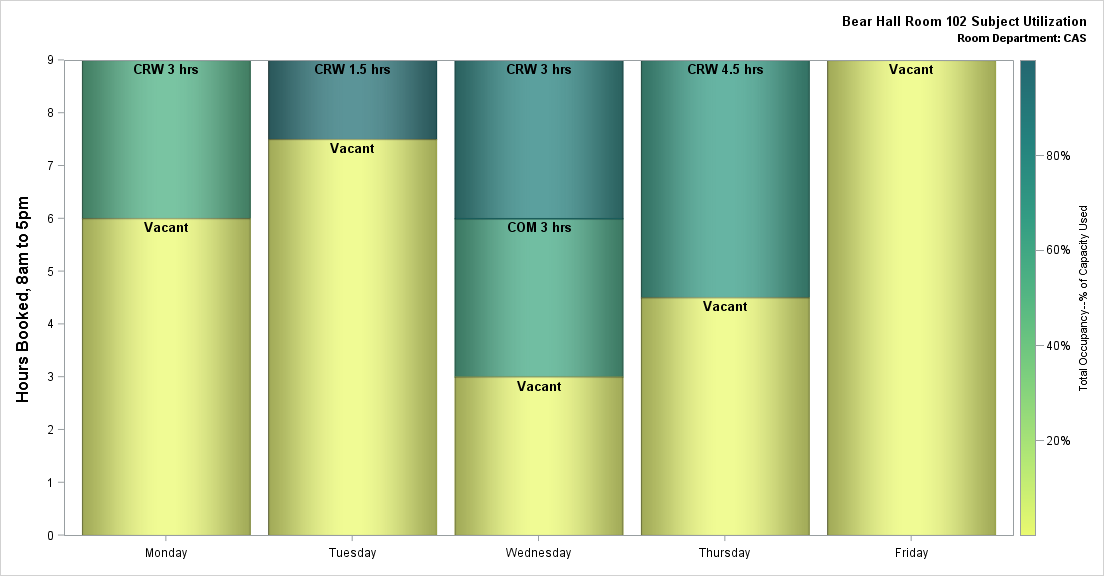 Bear Hall Room 102 Subject Utilization
Room Department: CAS
Hours Booked, 8am to 5pm
9
8
7
6
5
4
3
2
1
0
CRW 3 hrs
Vacant
CRW 1.5 hrs
Vacant
CRW 3 hrs
COM 3 hrs
Vacant
CRW 4.5 hrs
Vacant
Vacant
Monday
Tuesday
Wednesday
Thursday
Friday
80%
60%
40%
20%
Total Occupancy--% of Capacity Used